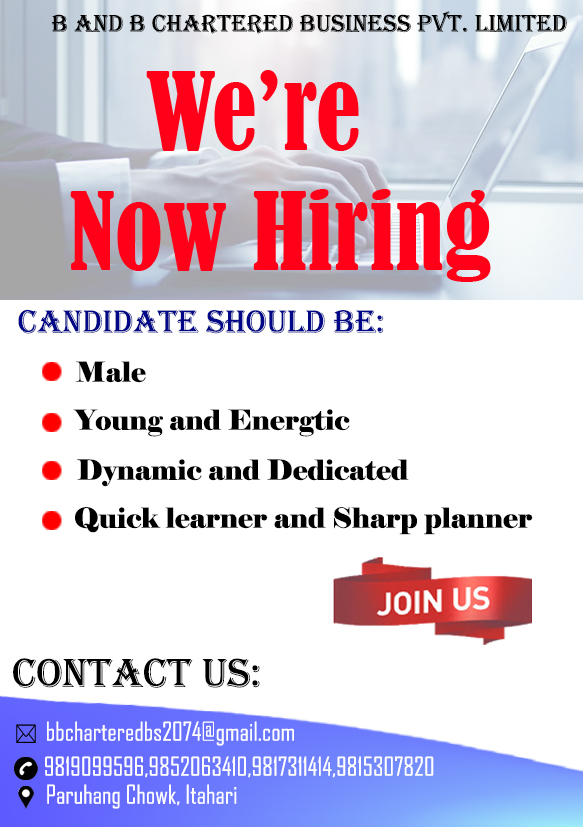 B AND B CHARTERED BUSINESS PVT. LIMITED
We're
Now Hiring
CANDIDATE SHOULD BE:
Male
Young and Energtic
Dynamic and Dedicated
Quick learner and Sharp planner
JOIN US
CONTACT US:
bbcharteredbs2074@gmail.com
9819099596,9852063410,9817311414,9815307820
Paruhang Chowk, Itahari